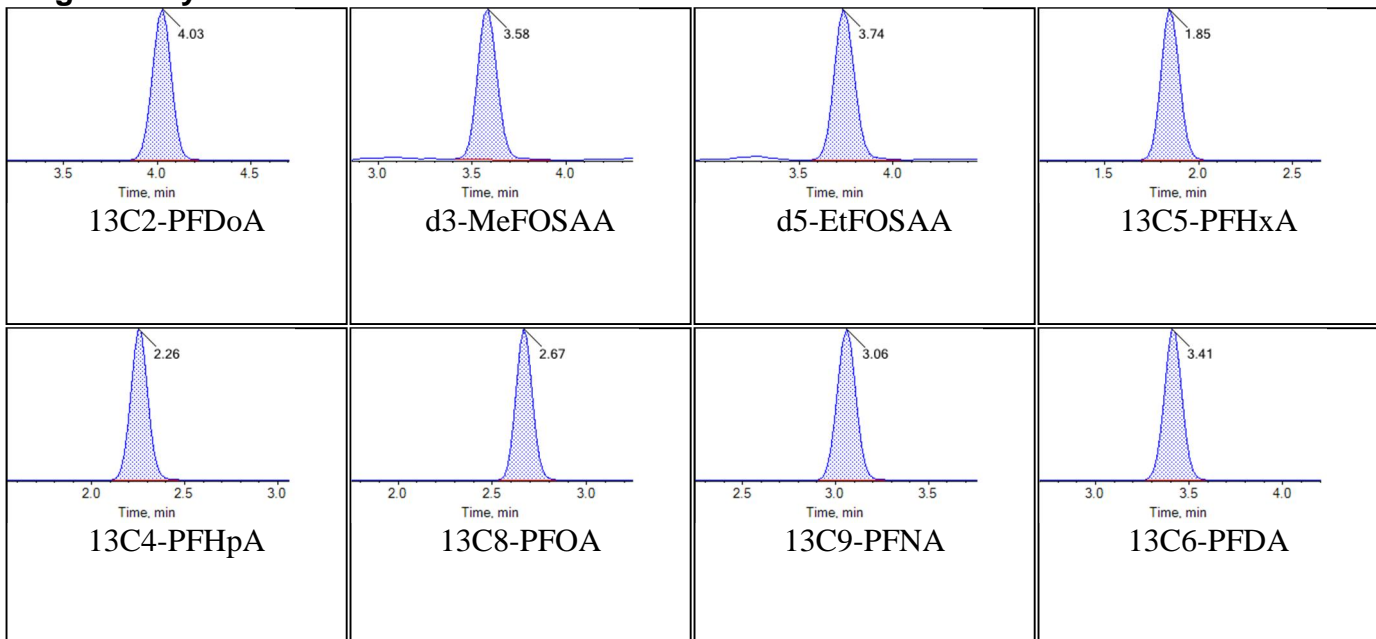 4.03
3.5 4.0 4.5
Time, min
13C2-PFDoA
3.58
3.0 3.5 4.0
Time, min
d3-MeFOSAA
3.74
3.5 4.0
Time, min
d5-EtFOSAA
1.85
1.5 2.0 2.5
Time, min
13C5-PFHxA
2.26
2.0 2.5 3.0
Time, min
13C4-PFHpA
2.67
2.0 2.5 3.0
Time, min
13C8-PFOA
3.06
2.5 3.0 3.5
Time, min
13C9-PFNA
3.41
3.0 3.5 4.0
Time, min
13C6-PFDA